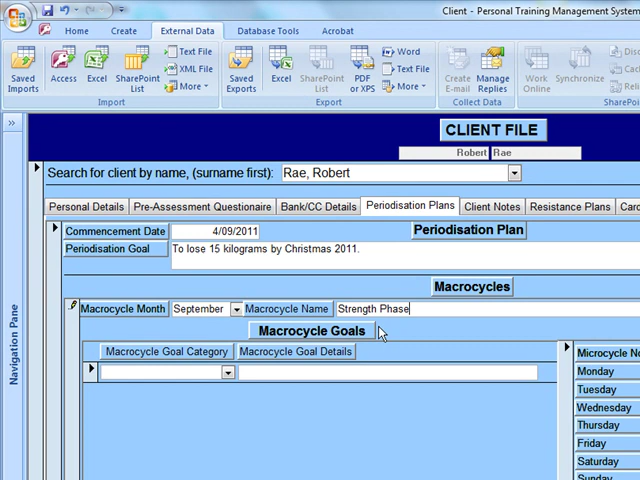 Client - Personal Training Management System
Home Create External Data Database Tools Acrobat
Saved Imports Access Excel SharePoint List Text File XML File More Import
Saved Exports Excel SharePoint List PDF or XPS Word Text File More Export
Create E-mail Manage Replies Collect Data
Work Online Synchronize SharePoi
CLIENT FILE
Robert Rae
Search for client by name, (surname first): Rae, Robert
Personal Details Pre-Assessment Questionaire Bank/CC Details Periodisation Plans Client Notes Resistance Plans Card
Commencement Date 4/09/2011 Periodisation Plan
Periodisation Goal To lose 15 kilograms by Christmas 2011.
Macrocycles
Macrocycle Month September Macrocycle Name Strength Phase
Macrocycle Goals
Macrocycle Goal Category Macrocycle Goal Details
Microcycle No
Monday
Tuesday
Wednesday
Thursday
Friday
Saturday
Sunday
Navigation Pane